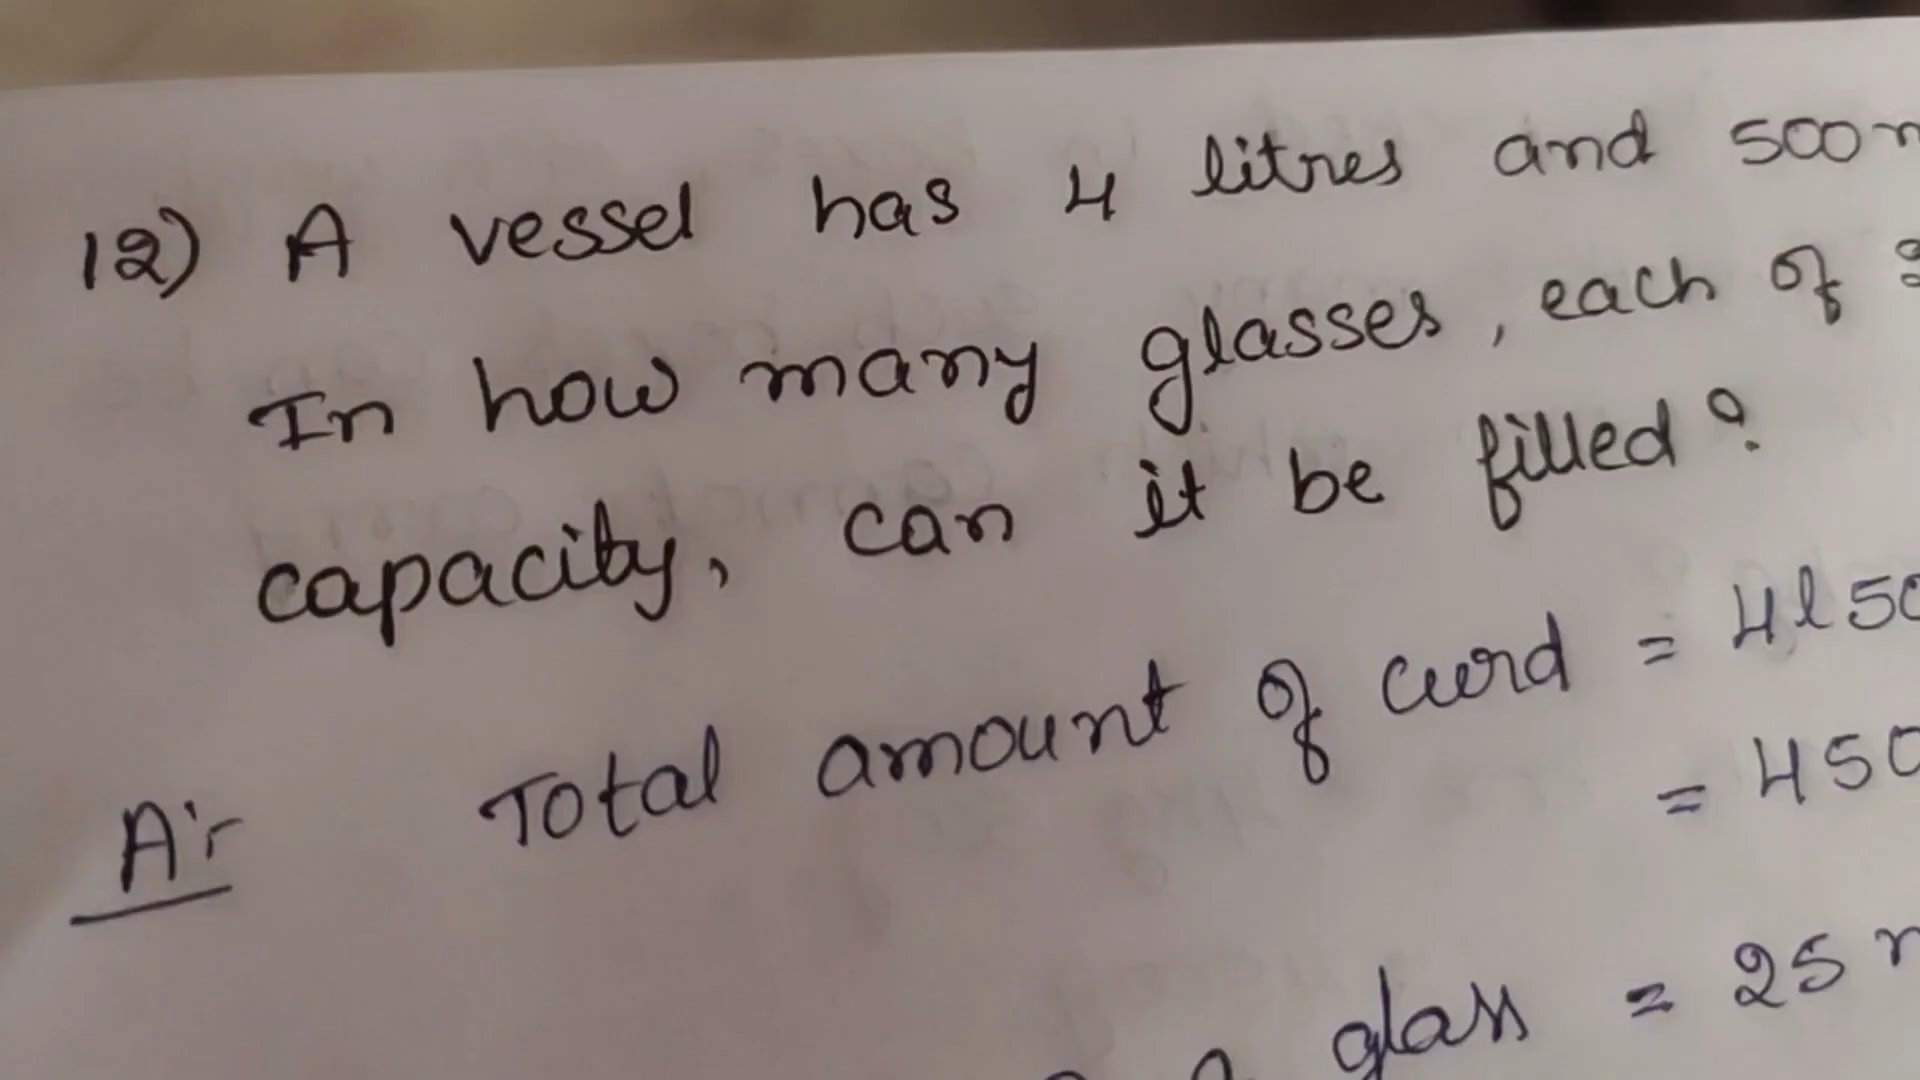 12) A vessel has 4 litres and 500
In how many glasses, each of
capacity, can it be filled?
A:- Total amount of curd = 4l 50
= 450
glass = 25